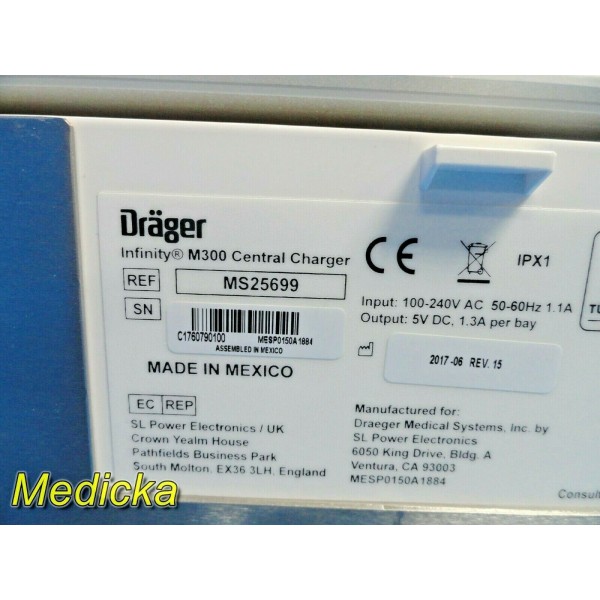 Dräger
Infinity® M300 Central Charger
REF MS25699
SN
C1760790100 MESP0150A1884
ASSEMBLED IN MEXICO
MADE IN MEXICO
EC REP
SL Power Electronics / UK
Crown Yealm House
Pathfields Business Park
South Molton, EX36 3LH, England
CE IPX1
Input: 100-240V AC 50-60Hz 1.1A
Output: 5V DC, 1.3A per bay
2017-06 REV. 15
Manufactured for:
Draeger Medical Systems, Inc. by
SL Power Electronics
6050 King Drive, Bldg. A
Ventura, CA 93003
MESP0150A1884
Medicka